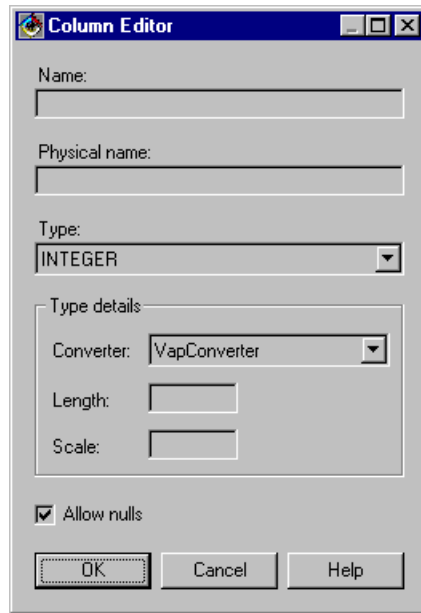 Column Editor
Name:
Physical name:
Type:
INTEGER
Type details
Converter: VapConverter
Length:
Scale:
Allow nulls
OK Cancel Help